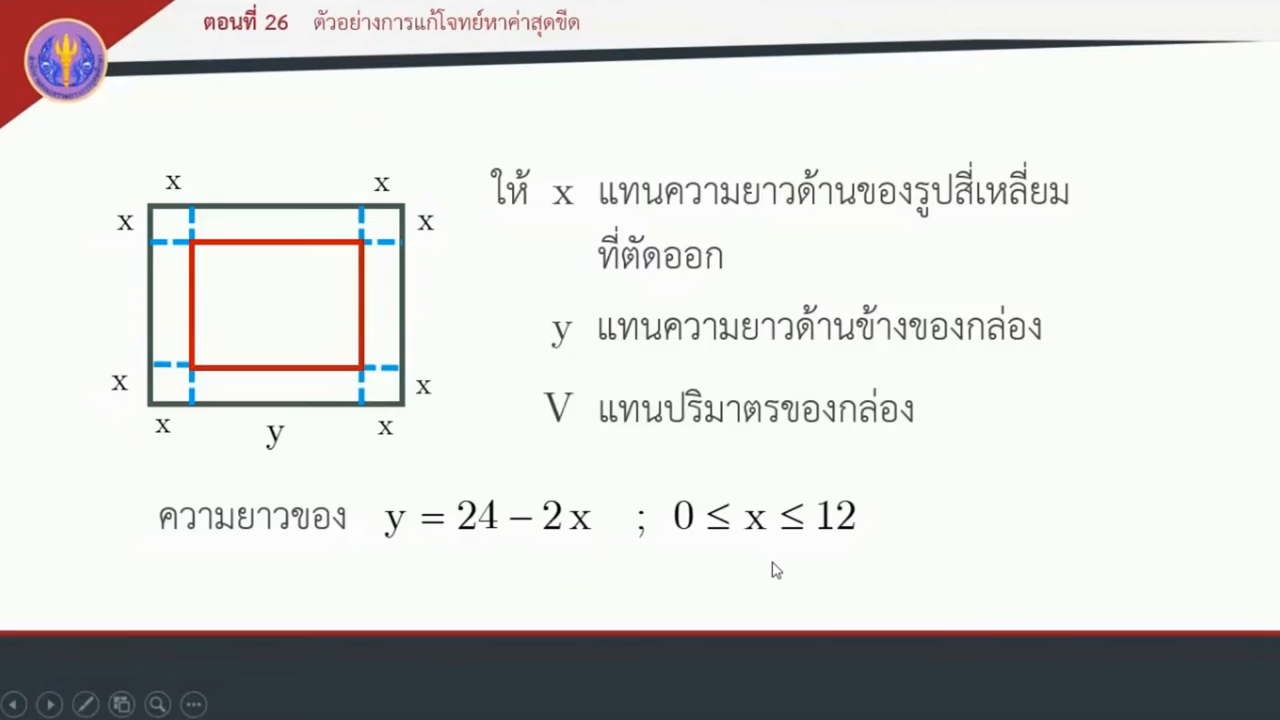 ตอนที่ 26 ตัวอย่างการแก้โจทย์หาค่าสุดขีด
x x
x x
ให้ x แทนความยาวด้านของรูปสี่เหลี่ยม
ที่ตัดออก
y แทนความยาวด้านข้างของกล่อง
x x
V แทนปริมาตรของกล่อง
x y x
ความยาวของ y = 24 − 2x ; 0 ≤ x ≤ 12